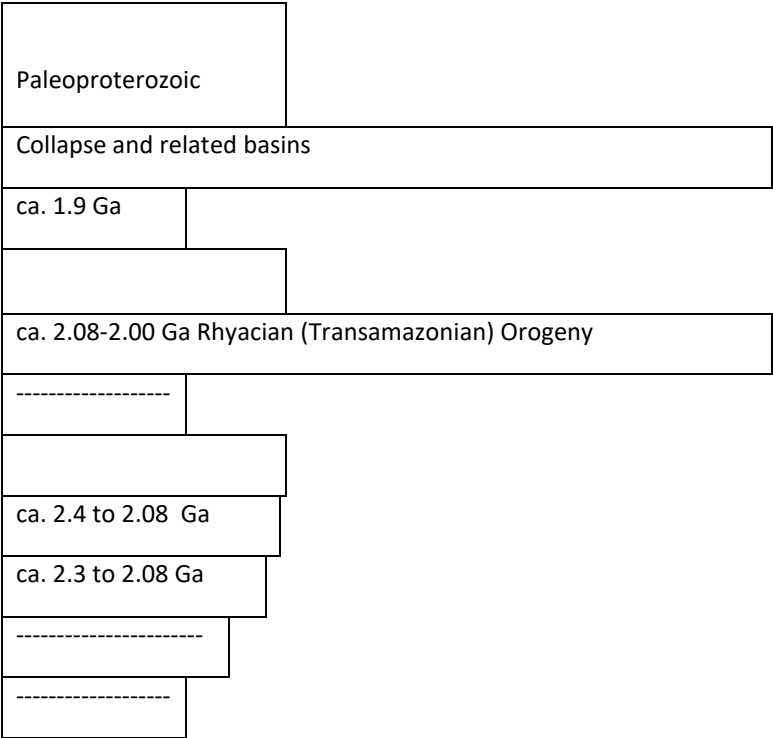 Paleoproterozoic
Collapse and related basins
ca. 1.9 Ga
ca. 2.08-2.00 Ga Rhyacian (Transamazonian) Orogeny
-------------------
ca. 2.4 to 2.08  Ga
ca. 2.3 to 2.08 Ga
-----------------------
-------------------